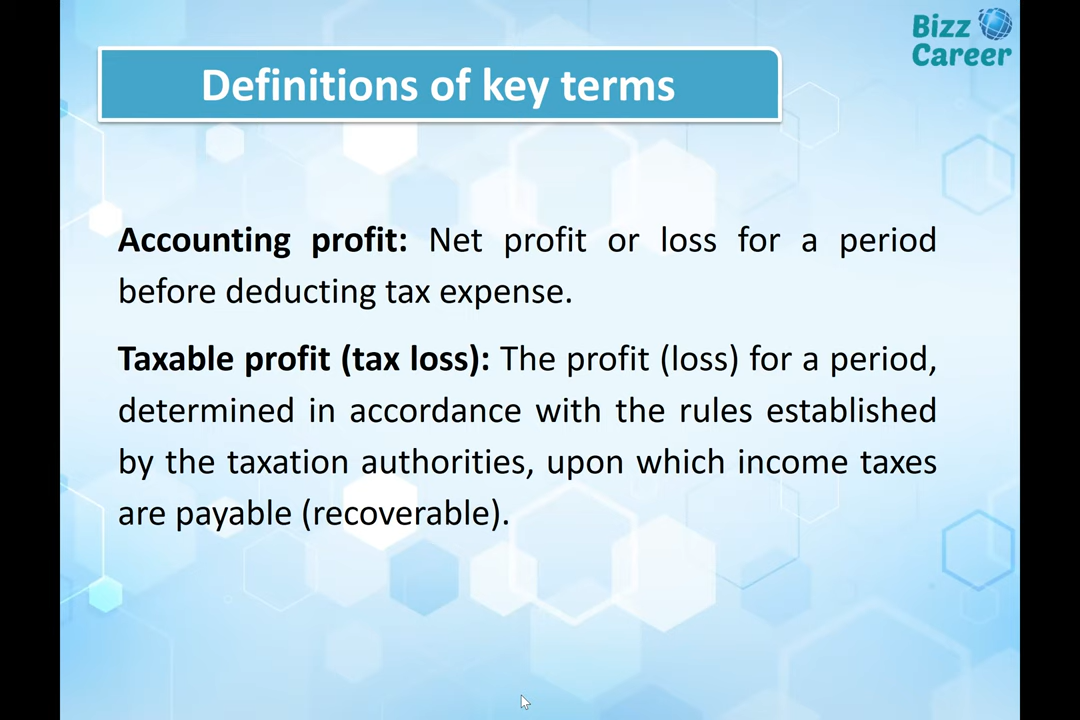 Bizz
Career
Definitions of key terms
Accounting profit: Net profit or loss for a period
before deducting tax expense.
Taxable profit (tax loss): The profit (loss) for a period,
determined in accordance with the rules established
by the taxation authorities, upon which income taxes
are payable (recoverable).